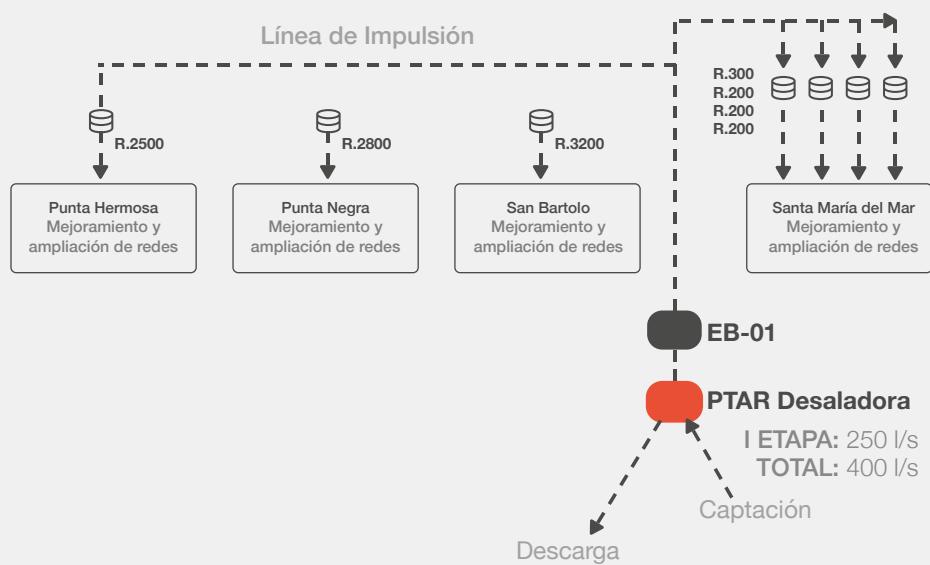 Línea de Impulsión
R.300
R.200
R.200
R.200
R.2500
R.2800
R.3200
Punta Hermosa
Mejoramiento y
ampliación de redes
Punta Negra
Mejoramiento y
ampliación de redes
San Bartolo
Mejoramiento y
ampliación de redes
Santa María del Mar
Mejoramiento y
ampliación de redes
EB-01
PTAR Desaladora
I ETAPA: 250 l/s
TOTAL: 400 l/s
Captación
Descarga